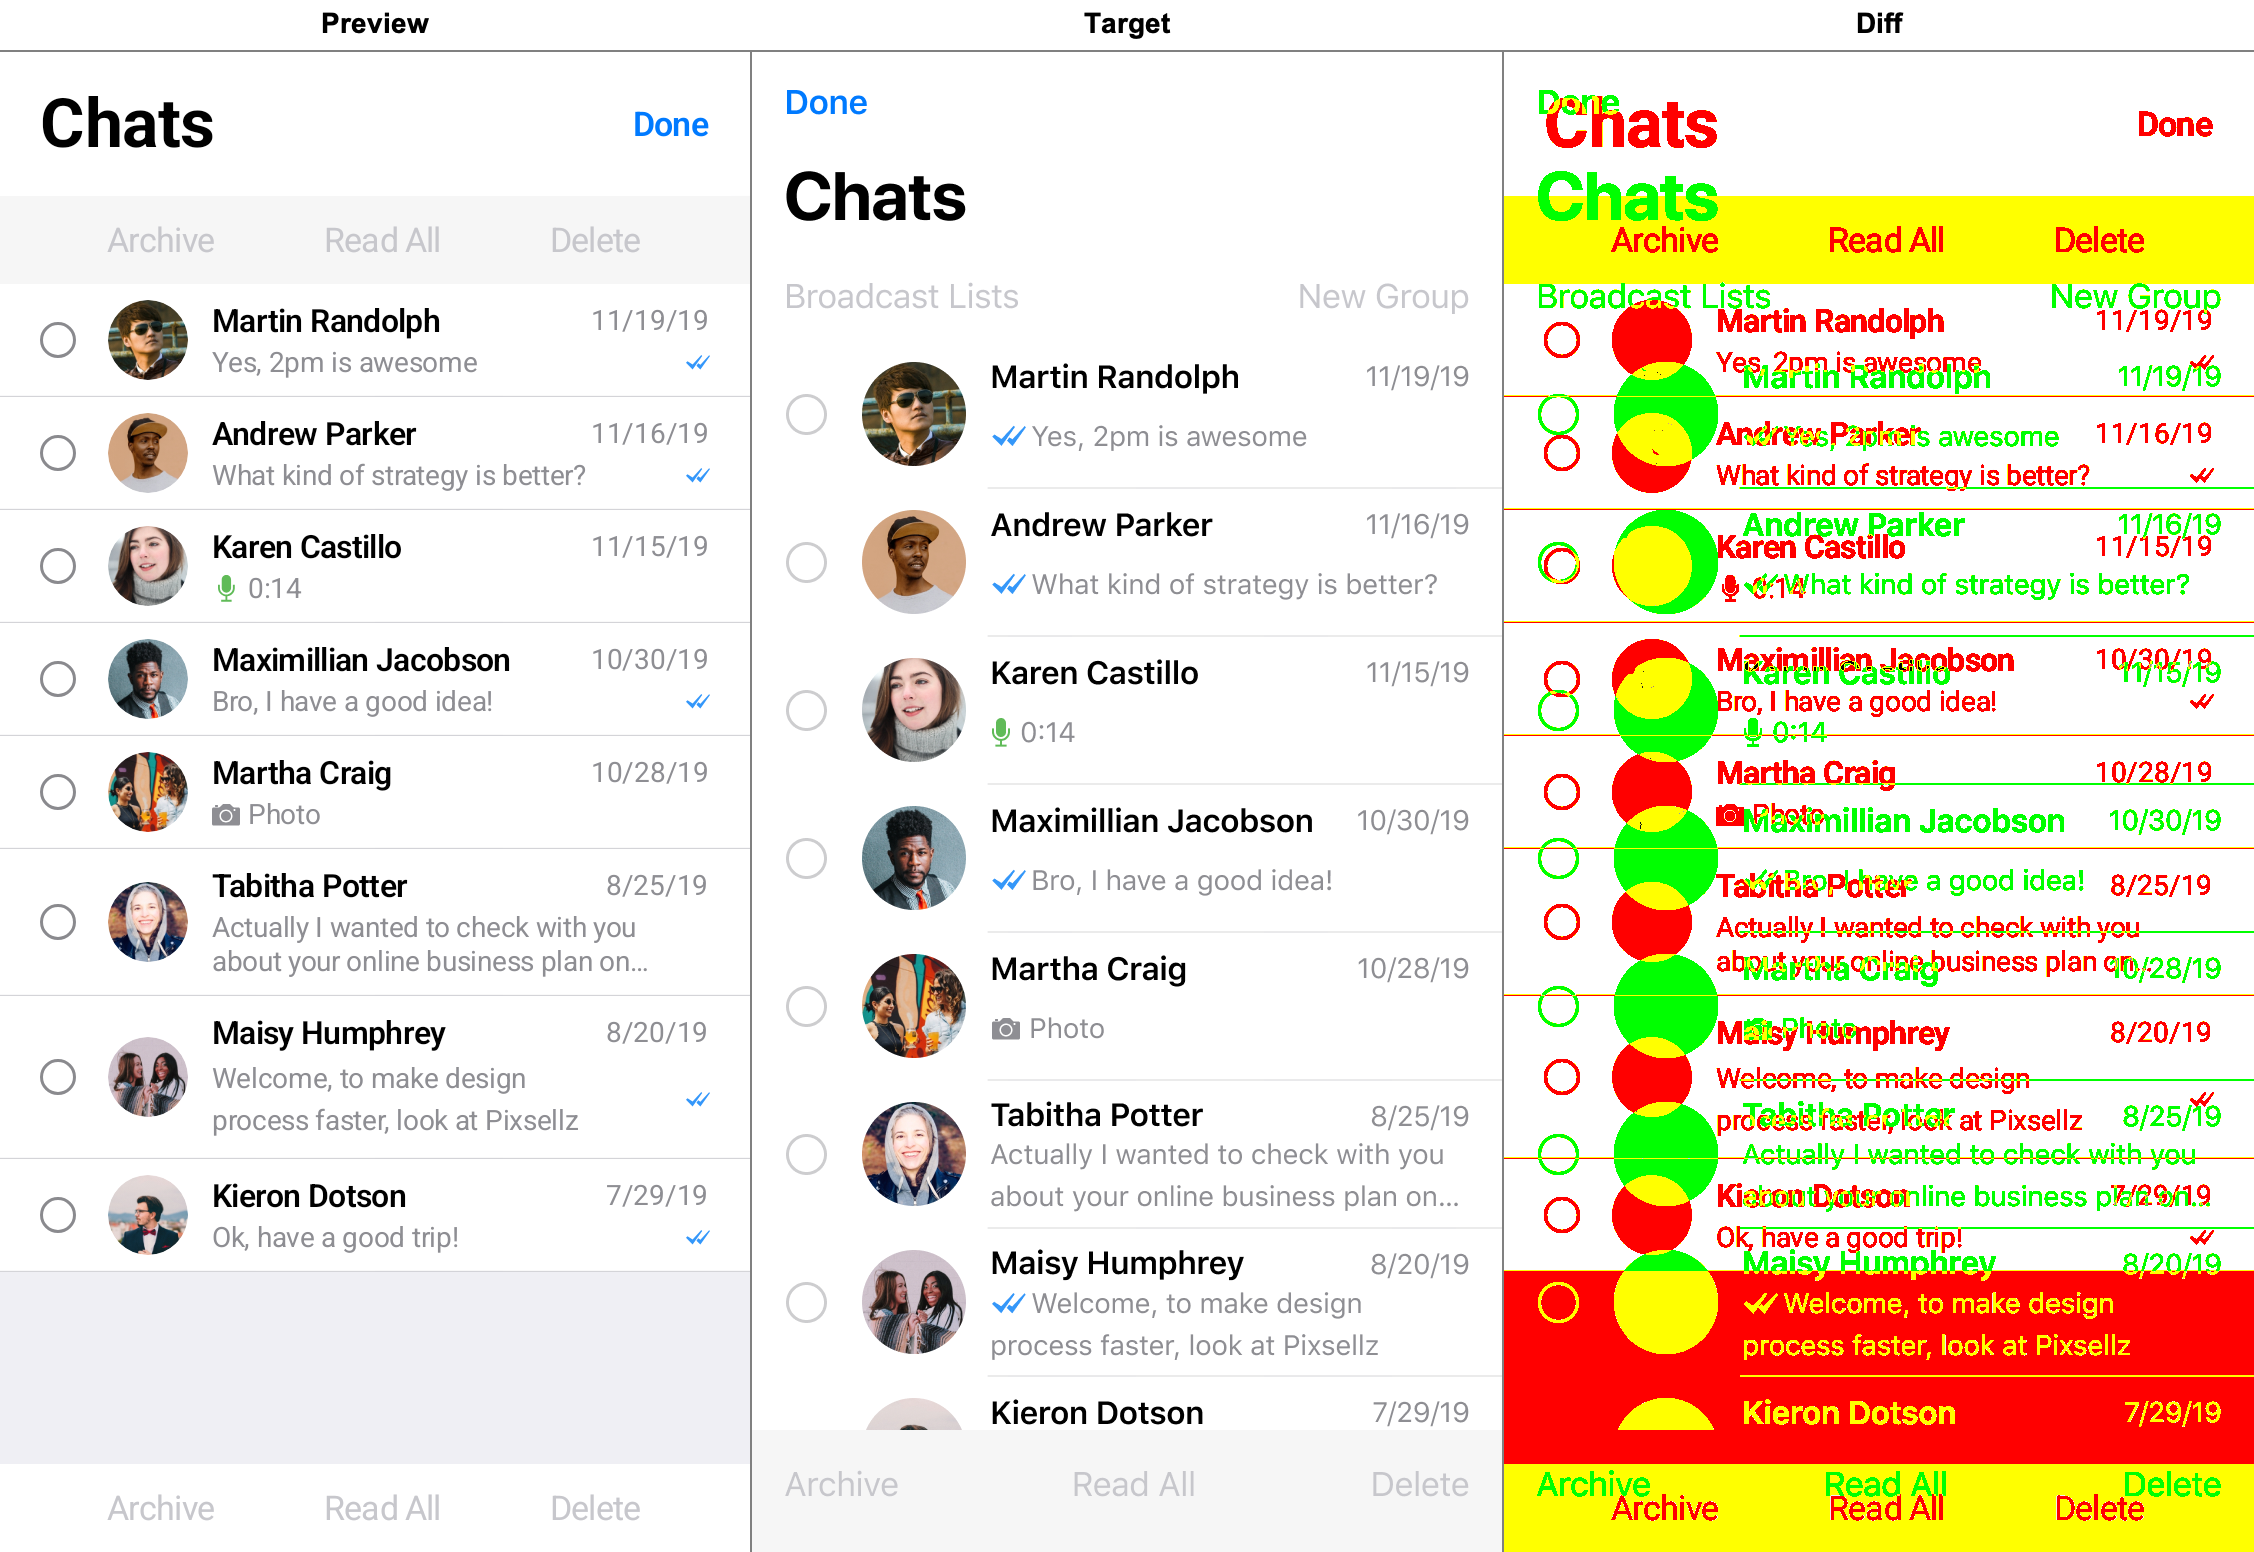 Preview
Target
Diff
Chats
Done
Archive
Read All
Delete
Martin Randolph
11/19/19
Yes, 2pm is awesome
Andrew Parker
11/16/19
What kind of strategy is better?
Karen Castillo
11/15/19
0:14
Maximillian Jacobson
10/30/19
Bro, I have a good idea!
Martha Craig
10/28/19
Photo
Tabitha Potter
8/25/19
Actually I wanted to check with you
about your online business plan on...
Maisy Humphrey
8/20/19
Welcome, to make design
process faster, look at Pixsellz
Kieron Dotson
7/29/19
Ok, have a good trip!
Archive
Read All
Delete
Done
Chats
Broadcast Lists
New Group
Martin Randolph
11/19/19
Yes, 2pm is awesome
Andrew Parker
11/16/19
What kind of strategy is better?
Karen Castillo
11/15/19
0:14
Maximillian Jacobson
10/30/19
Bro, I have a good idea!
Martha Craig
10/28/19
Photo
Tabitha Potter
8/25/19
Actually I wanted to check with you
about your online business plan on...
Maisy Humphrey
8/20/19
Welcome, to make design
process faster, look at Pixsellz
Kieron Dotson
7/29/19
Archive
Read All
Delete
Done
Chats
Done
Chats
Archive
Read All
Delete
Broadcast Lists
New Group
Martin Randolph
11/19/19
Yes, 2pm is awesome
Martin Randolph
11/19/19
Andrew Parker
11/16/19
Yes, 2pm is awesome
What kind of strategy is better?
Andrew Parker
11/16/19
Karen Castillo
11/15/19
0:14
What kind of strategy is better?
Maximillian Jacobson
10/30/19
Karen Castillo
11/15/19
Bro, I have a good idea!
0:14
Martha Craig
10/28/19
Photo
Maximillian Jacobson
10/30/19
Tabitha Potter
8/25/19
Bro, I have a good idea!
Actually I wanted to check with you
about your online business plan on...
Martha Craig
10/28/19
Maisy Humphrey
8/20/19
Photo
Welcome, to make design
process faster, look at Pixsellz
Tabitha Potter
8/25/19
Actually I wanted to check with you
Kieron Dotson
7/29/19
about your online business plan on...
Ok, have a good trip!
Maisy Humphrey
8/20/19
Welcome, to make design
process faster, look at Pixsellz
Kieron Dotson
7/29/19
Archive
Read All
Delete
Archive
Read All
Delete